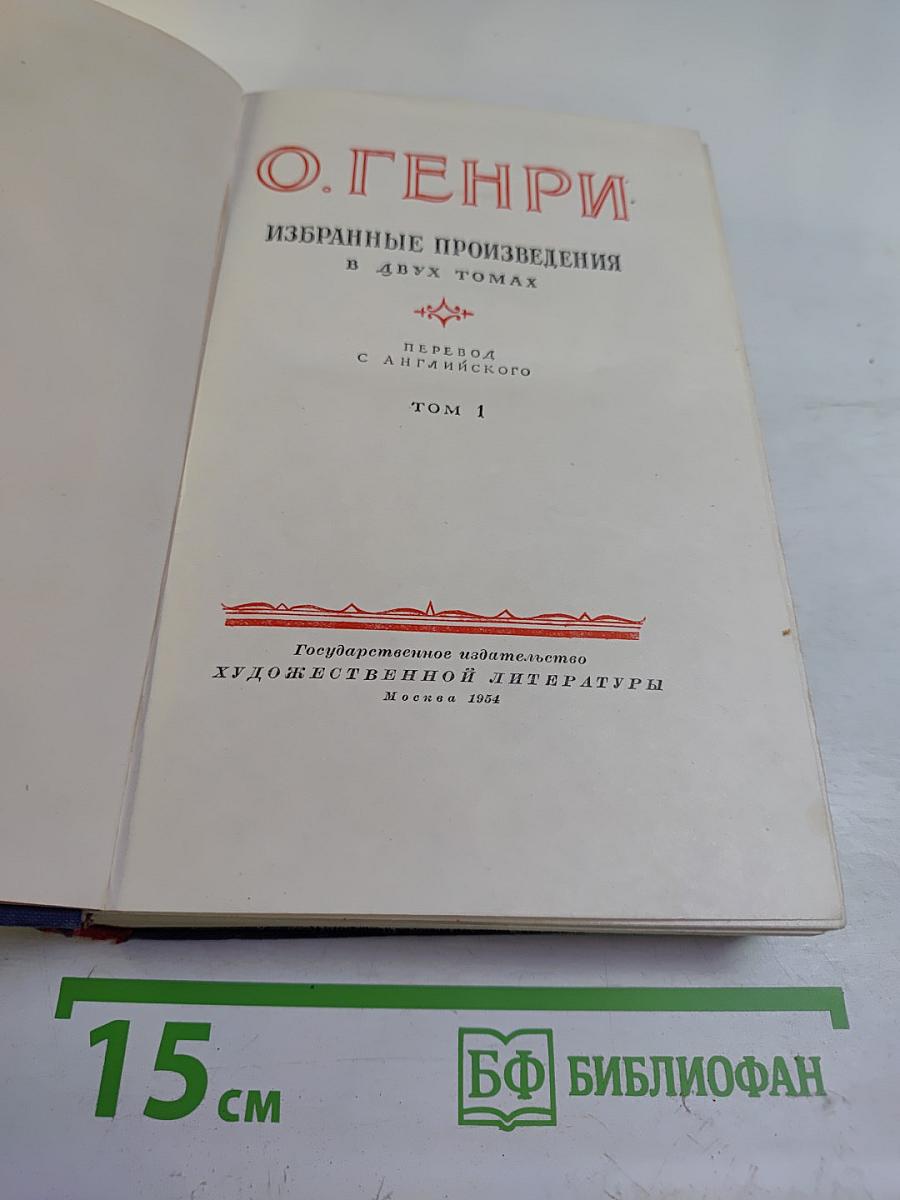 О. ГЕНРИ
ИЗБРАННЫЕ ПРОИЗВЕДЕНИЯ
В ДВУХ ТОМАХ
ПЕРЕВОД
С АНГЛИЙСКОГО
ТОМ 1
Государственное издательство
ХУДОЖЕСТВЕННОЙ ЛИТЕРАТУРЫ
Москва 1954
15 см
БФ БИБЛИОФАН